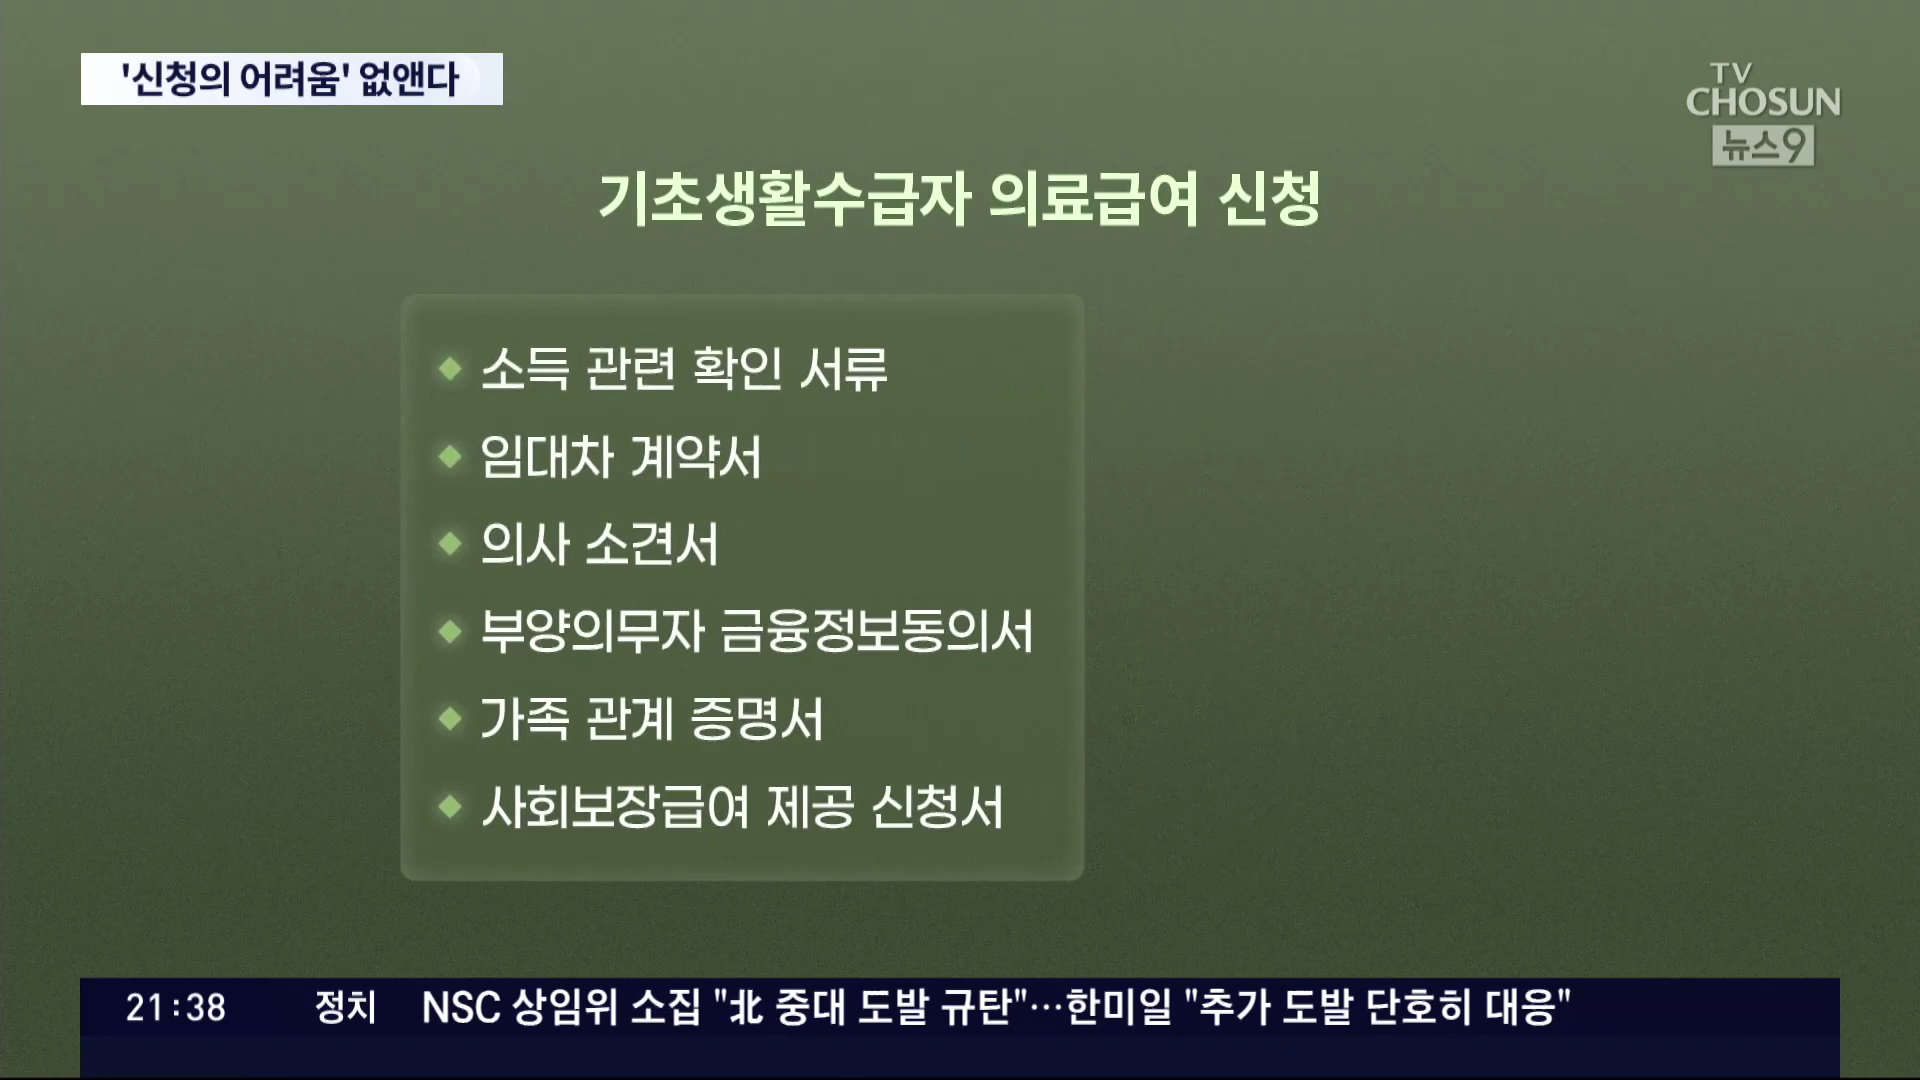 '신청의 어려움' 없앤다
TV
CHOSUN
뉴스9
기초생활수급자 의료급여 신청
소득 관련 확인 서류
임대차 계약서
의사 소견서
부양의무자 금융정보동의서
가족 관계 증명서
사회보장급여 제공 신청서
21:38 정치 NSC 상임위 소집 "北 중대 도발 규탄"…한미일 "추가 도발 단호히 대응"